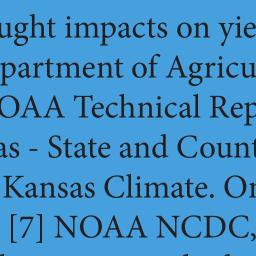 ught impacts on yie
partment of Agricu
OAA Technical Rep
as - State and Count
Kansas Climate. On
[7] NOAA NCDC,